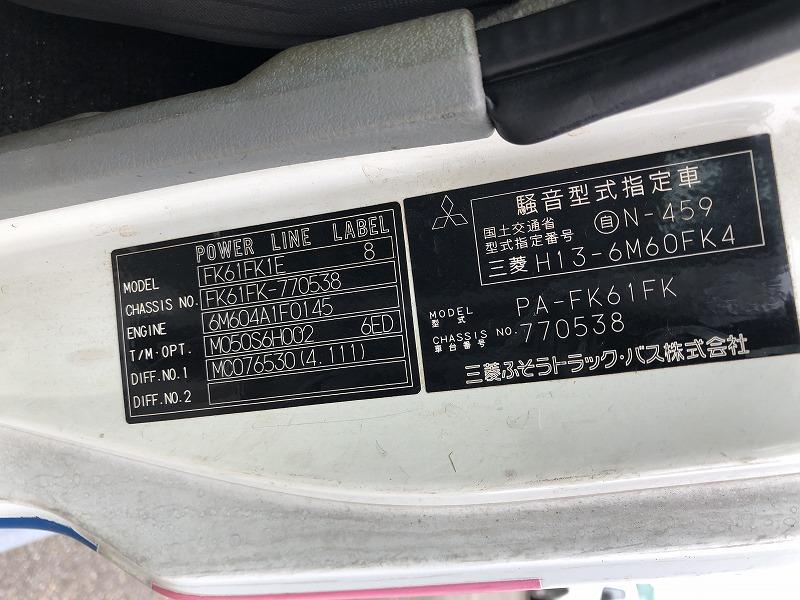 POWER LINE LABEL
MODEL FK61FK1E 8
CHASSIS NO. FK61FK-770538
ENGINE 6M604A1F0145
T/M.OPT. M050S6H002 6ED
DIFF.NO.1 MC076530(4.111)
DIFF.NO.2
騒音型式指定車
国土交通省
型式指定番号 自N-459
三菱 H13-6M60FK4
MODEL
型式 PA-FK61FK
CHASSIS NO.
車台番号 770538
三菱ふそうトラック・バス株式会社